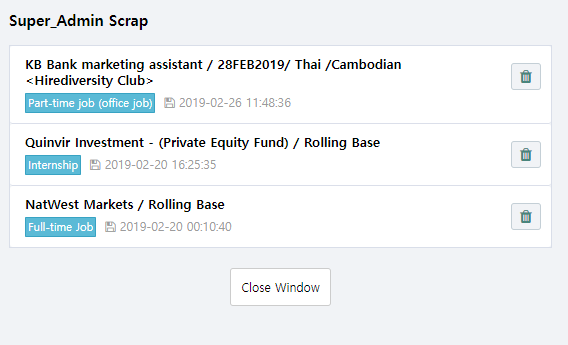 Super_Admin Scrap
KB Bank marketing assistant / 28FEB2019/ Thai /Cambodian
<Hirediversity Club>
Part-time job (office job) 2019-02-26 11:48:36
Quinvir Investment - (Private Equity Fund) / Rolling Base
Internship 2019-02-20 16:25:35
NatWest Markets / Rolling Base
Full-time Job 2019-02-20 00:10:40
Close Window